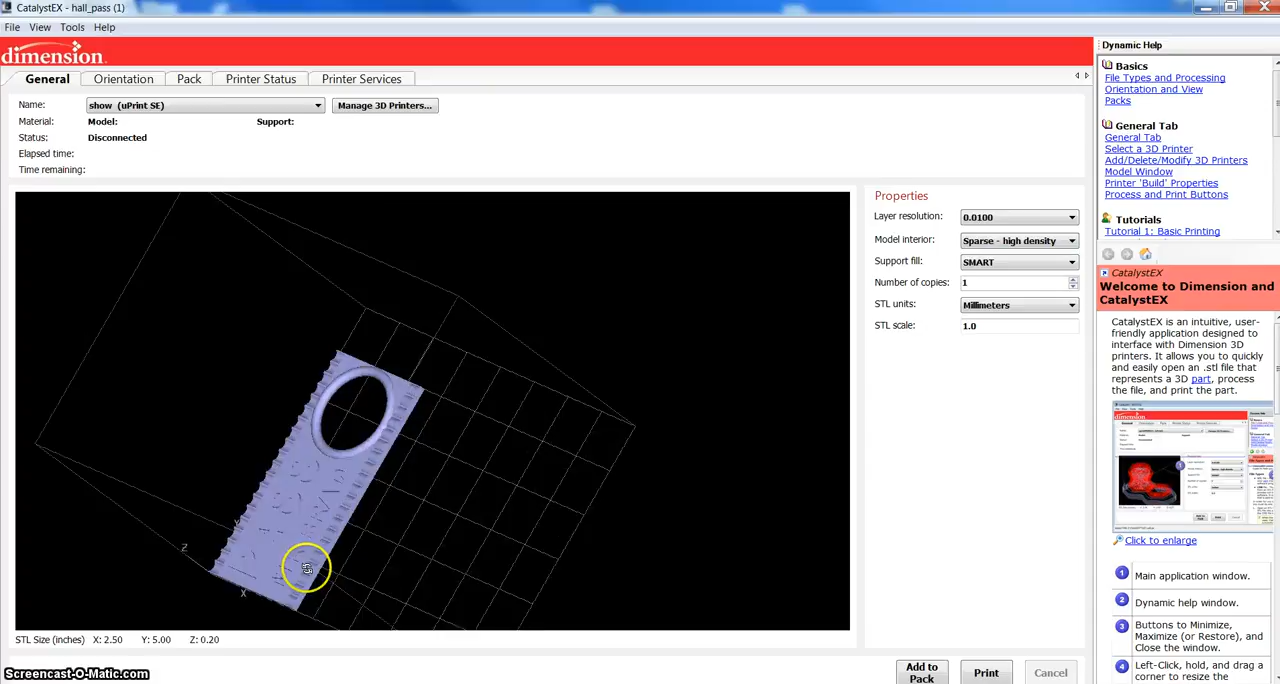 CatalystEX - hall_pass (1)
File View Tools Help
dimension
General Orientation Pack Printer Status Printer Services
Name: show (uPrint SE) Manage 3D Printers...
Material: Model: Support:
Status: Disconnected
Elapsed time:
Time remaining:
Z
Y
X
STL Size (inches) X: 2.50 Y: 5.00 Z: 0.20
Properties
Layer resolution: 0.0100
Model interior: Sparse - high density
Support fill: SMART
Number of copies: 1
STL units: Millimeters
STL scale: 1.0
Add to Pack
Print
Cancel
Dynamic Help
Basics
File Types and Processing
Orientation and View
Packs
General Tab
General Tab
Select a 3D Printer
Add/Delete/Modify 3D Printers
Model Window
Printer 'Build' Properties
Process and Print Buttons
Tutorials
Tutorial 1: Basic Printing
CatalystEX
Welcome to Dimension and
CatalystEX
CatalystEX is an intuitive, user-
friendly application designed to
interface with Dimension 3D
printers. It allows you to quickly
and easily open an .stl file that
represents a 3D part, process
the file, and print the part.
Click to enlarge
1 Main application window.
2 Dynamic help window.
3 Buttons to Minimize,
Maximize (or Restore), and
Close the window.
4 Left-Click, hold, and drag a
corner to resize the
Screencast-O-Matic.com